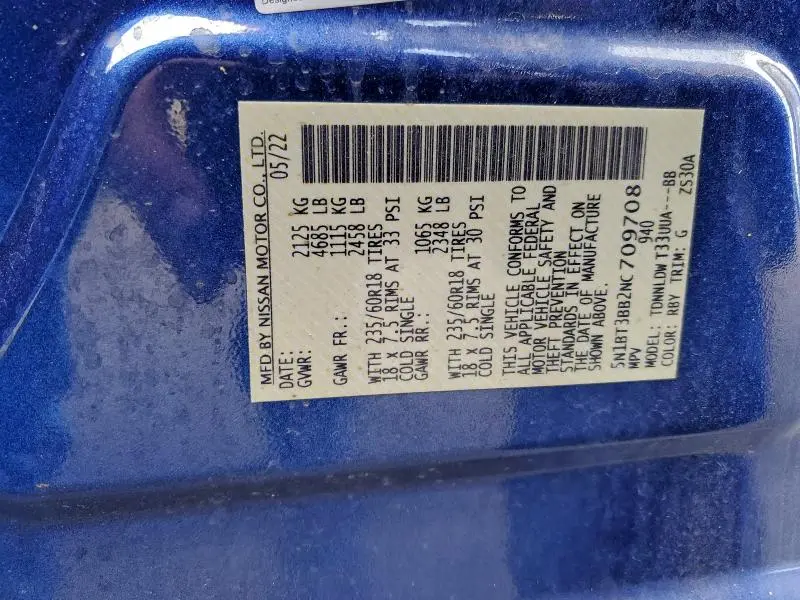 MFD BY NISSAN MOTOR CO., LTD.
DATE: 05/22
GVWR: 2125 KG
4685 LB
GAWR FR.: 1115 KG
2458 LB
WITH 235/60R18 TIRES
18 X 7.5 RIMS AT 33 PSI
COLD SINGLE
GAWR RR.: 1065 KG
2348 LB
WITH 235/60R18 TIRES
18 X 7.5 RIMS AT 30 PSI
COLD SINGLE
THIS VEHICLE CONFORMS TO
ALL APPLICABLE FEDERAL
MOTOR VEHICLE SAFETY AND
THEFT PREVENTION
STANDARDS IN EFFECT ON
THE DATE OF MANUFACTURE
SHOWN ABOVE.
5N1BT3BB2NC709708
MPV 940
MODEL: TDNNLDW T33UUA---BB
COLOR: RBY TRIM: G ZS30A